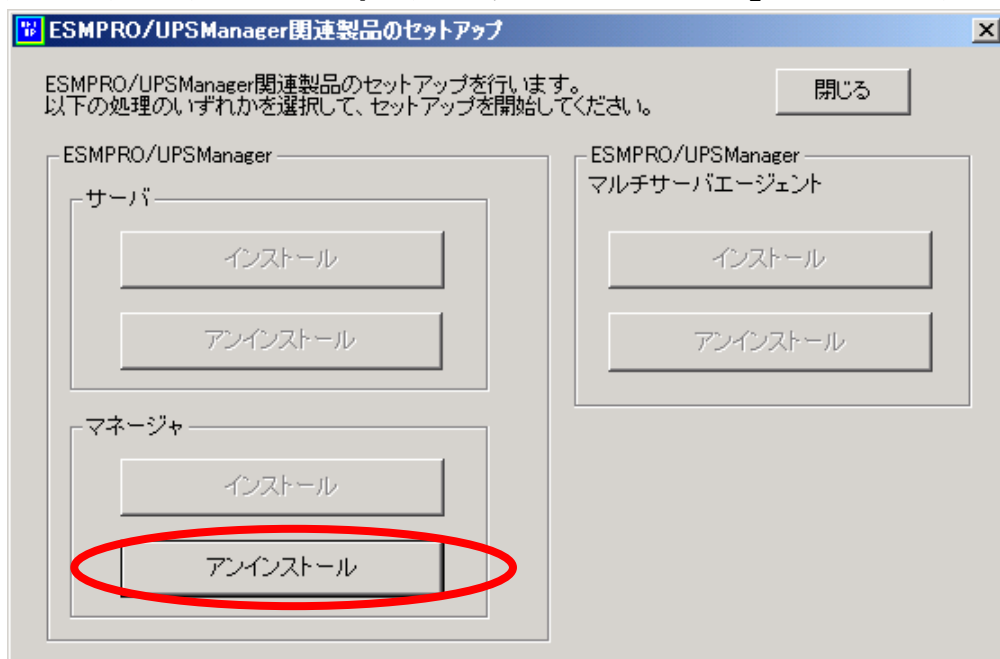 ESMPRO/UPSManager関連製品のセットアップ
ESMPRO/UPSManager関連製品のセットアップを行います。
以下の処理のいずれかを選択して、セットアップを開始してください。
閉じる
ESMPRO/UPSManager
サーバ
インストール
アンインストール
マネージャ
インストール
アンインストール
ESMPRO/UPSManager
マルチサーバエージェント
インストール
アンインストール